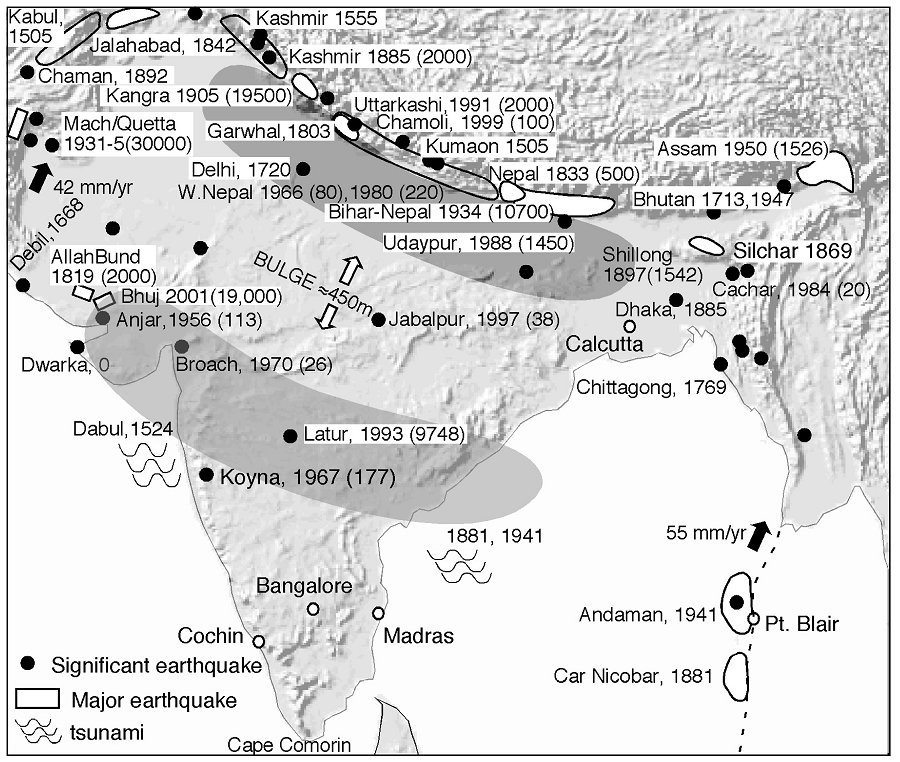 Kabul,
1505
Kashmir 1555
Jalahabad, 1842
Kashmir 1885 (2000)
Chaman, 1892
Kangra 1905 (19500)
Uttarkashi,1991 (2000)
Chamoli, 1999 (100)
Mach/Quetta
1931-5(30000)
Garwhal,1803
Kumaon 1505
Assam 1950 (1526)
Delhi, 1720
Nepal 1833 (500)
42 mm/yr
W.Nepal 1966 (80),1980 (220)
Bhutan 1713,1947
Bihar-Nepal 1934 (10700)
Debil,1668
Udaypur, 1988 (1450)
AllahBund
1819 (2000)
BULGE ≈450m
Shillong
1897(1542)
Silchar 1869
Bhuj 2001(19,000)
Cachar, 1984 (20)
Anjar,1956 (113)
Jabalpur, 1997 (38)
Dhaka, 1885
Calcutta
Dwarka, 0
Broach, 1970 (26)
Chittagong, 1769
Dabul,1524
Latur, 1993 (9748)
Koyna, 1967 (177)
1881, 1941
55 mm/yr
Bangalore
Andaman, 1941
Pt. Blair
Cochin
Madras
Significant earthquake
Car Nicobar, 1881
Major earthquake
tsunami
Cape Comorin